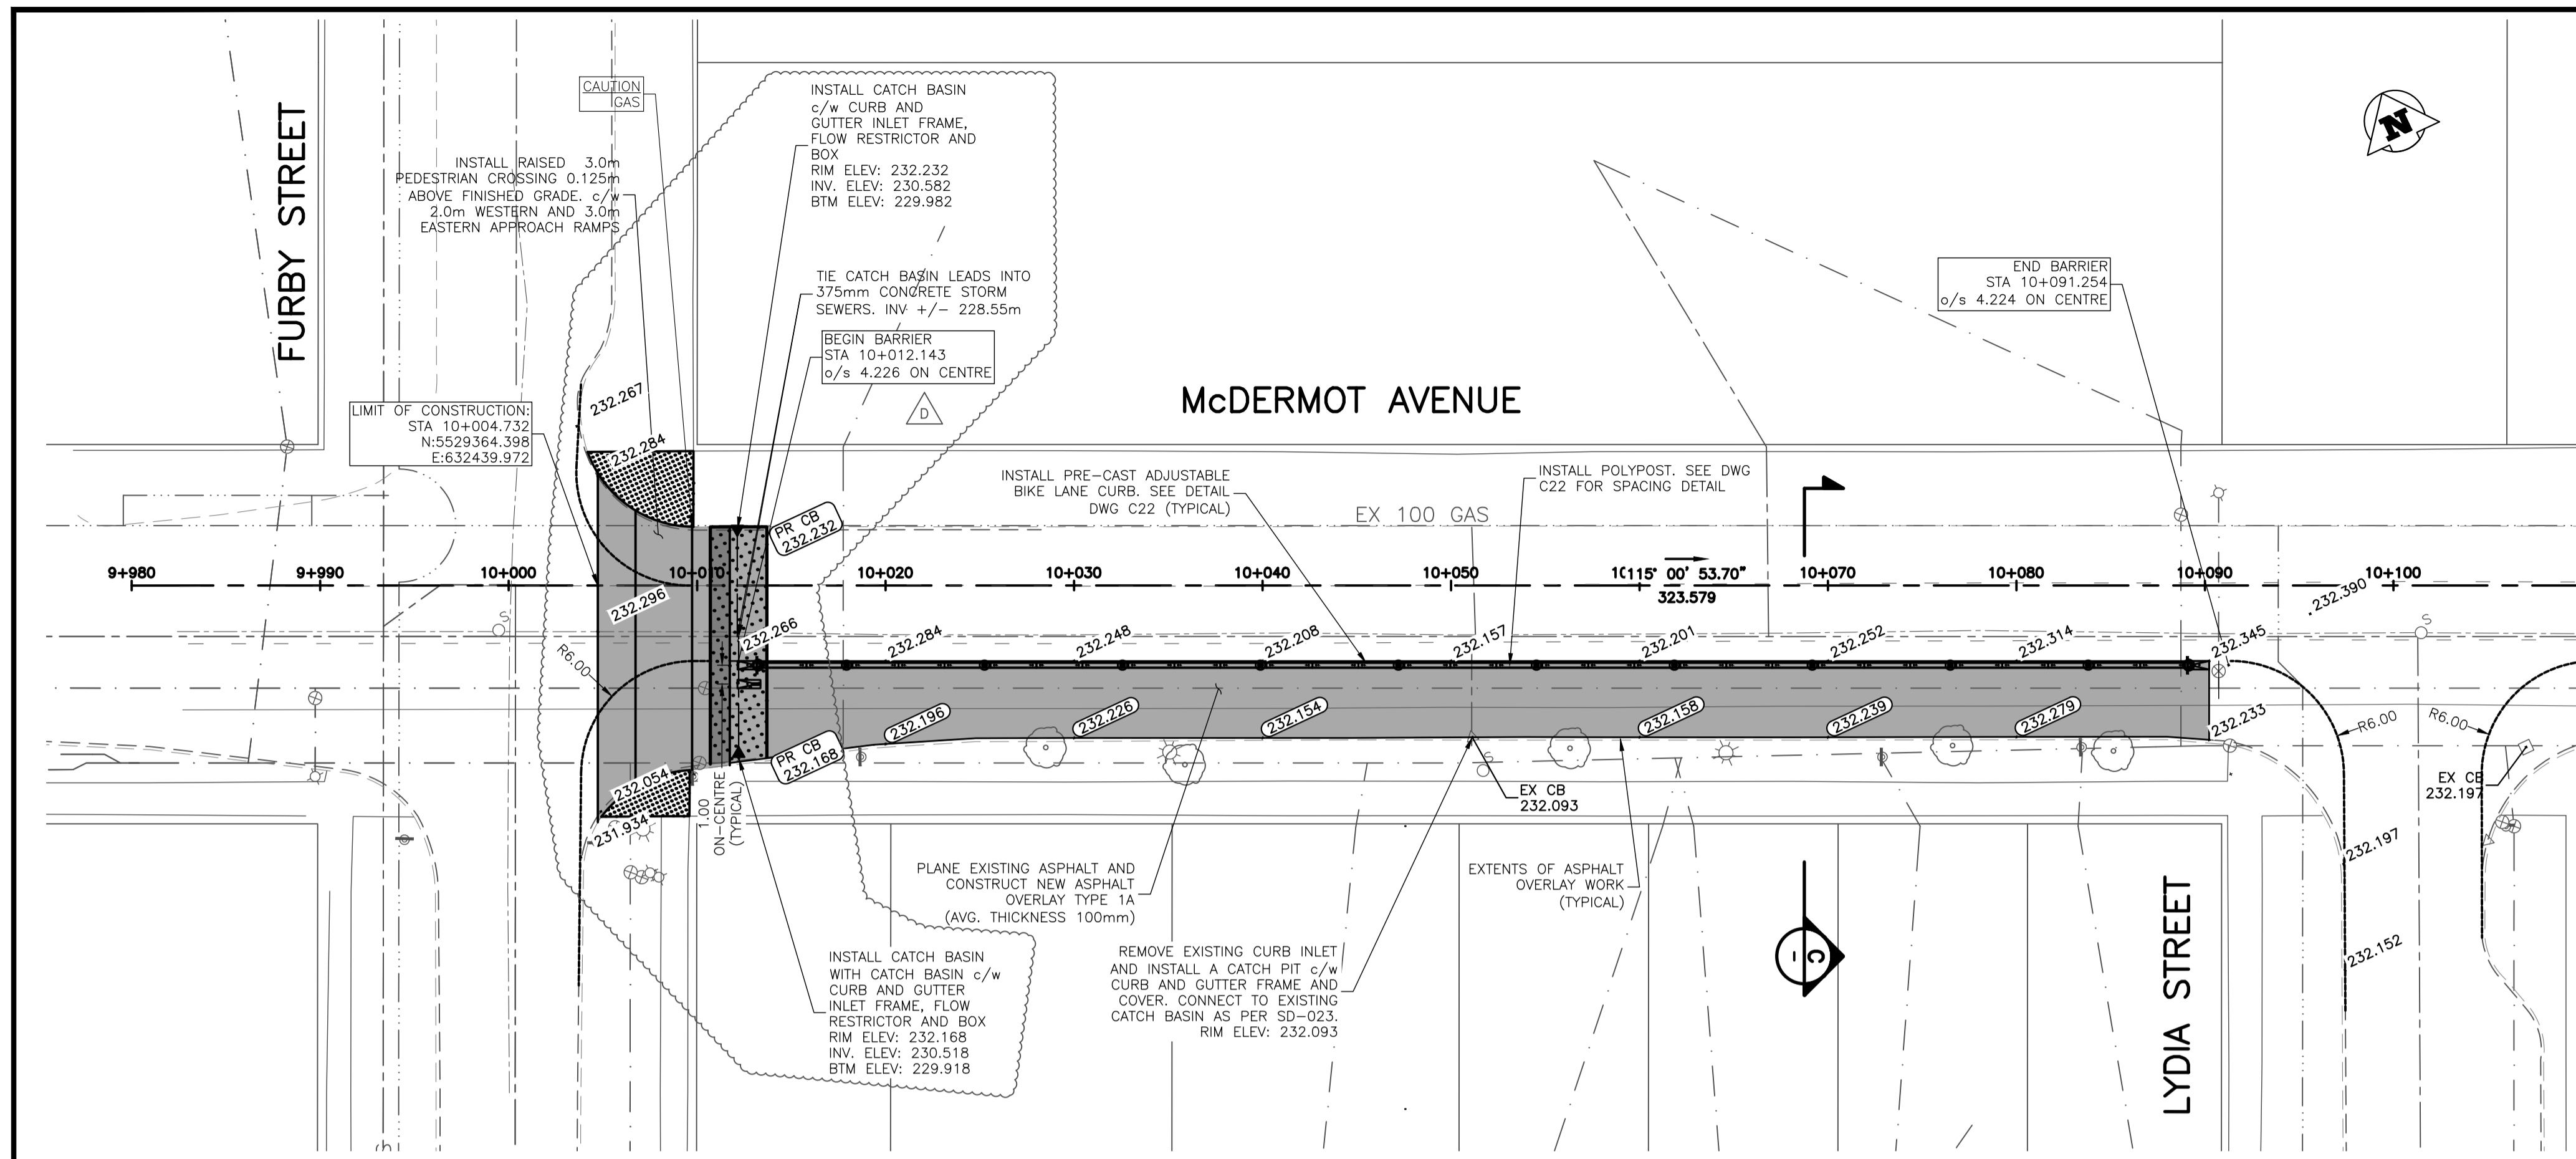 FURBY STREET
CAUTION
GAS
INSTALL RAISED 3.0m
PEDESTRIAN CROSSING 0.125m
ABOVE FINISHED GRADE. c/w
2.0m WESTERN AND 3.0m
EASTERN APPROACH RAMPS
INSTALL CATCH BASIN
c/w CURB AND
GUTTER INLET FRAME,
FLOW RESTRICTOR AND
BOX
RIM ELEV: 232.232
INV. ELEV: 230.582
BTM ELEV: 229.982
TIE CATCH BASIN LEADS INTO
375mm CONCRETE STORM
SEWERS. INV +/- 228.55m
BEGIN BARRIER
STA 10+012.143
o/s 4.226 ON CENTRE
D
N
END BARRIER
STA 10+091.254
o/s 4.224 ON CENTRE
McDERMOT AVENUE
LIMIT OF CONSTRUCTION:
STA 10+004.732
N:5529364.398
E:632439.972
232.267
232.284
INSTALL PRE-CAST ADJUSTABLE
BIKE LANE CURB. SEE DETAIL
DWG C22 (TYPICAL)
INSTALL POLYPOST. SEE DWG
C22 FOR SPACING DETAIL
EX 100 GAS
PR CB
232.232
9+980
9+990
10+000
10+010
10+020
10+030
10+040
10+050
115° 00' 53.70"
323.579
10+070
10+080
10+090
10+100
232.296
232.266
232.284
232.248
232.208
232.157
232.201
232.252
232.314
232.345
232.390
S
S
R6.00
232.196
232.226
232.154
232.158
232.239
232.279
232.233
R6.00
R6.00
PR CB
232.168
232.054
231.934
1.00
ON-CENTRE
(TYPICAL)
S
EX CB
232.093
EX CB
232.197
232.197
232.152
PLANE EXISTING ASPHALT AND
CONSTRUCT NEW ASPHALT
OVERLAY TYPE 1A
(AVG. THICKNESS 100mm)
EXTENTS OF ASPHALT
OVERLAY WORK
(TYPICAL)
INSTALL CATCH BASIN
WITH CATCH BASIN c/w
CURB AND GUTTER
INLET FRAME, FLOW
RESTRICTOR AND BOX
RIM ELEV: 232.168
INV. ELEV: 230.518
BTM ELEV: 229.918
REMOVE EXISTING CURB INLET
AND INSTALL A CATCH PIT c/w
CURB AND GUTTER FRAME AND
COVER. CONNECT TO EXISTING
CATCH BASIN AS PER SD-023.
RIM ELEV: 232.093
C
-
LYDIA STREET